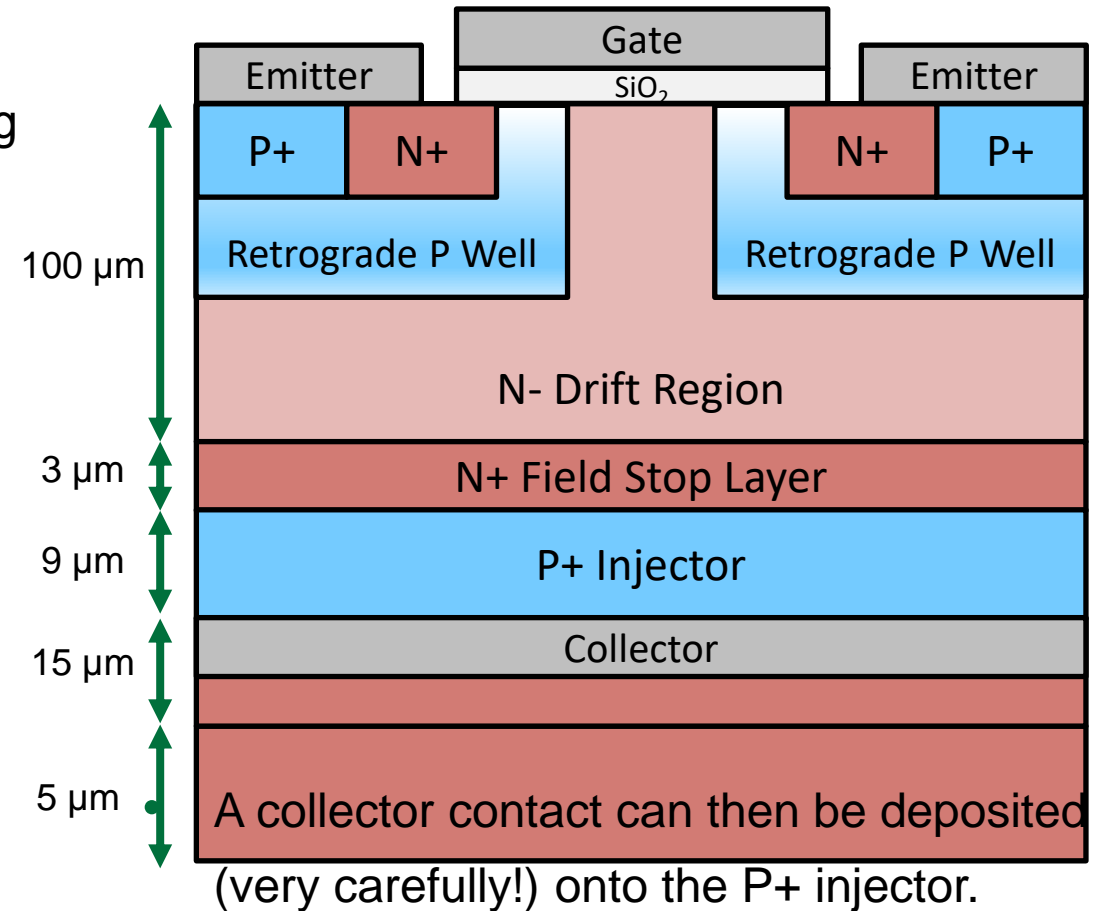 Gate
Emitter
Emitter
SiO₂
g
P+
N+
N+
P+
Retrograde P Well
Retrograde P Well
100 µm
N- Drift Region
3 µm
N+ Field Stop Layer
9 µm
P+ Injector
Collector
15 µm
5 µm
• A collector contact can then be deposited
(very carefully!) onto the P+ injector.